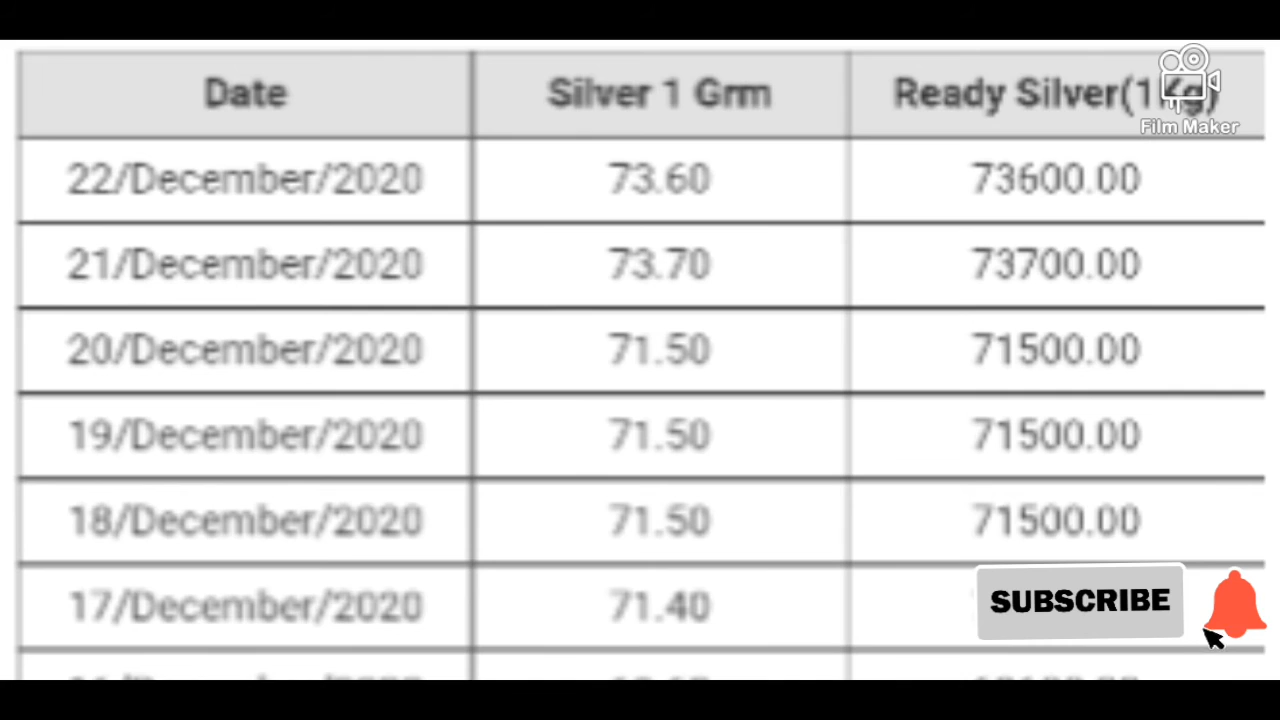 Date Silver 1 Grm Ready Silver(1Kg)
Film Maker
22/December/2020 73.60 73600.00
21/December/2020 73.70 73700.00
20/December/2020 71.50 71500.00
19/December/2020 71.50 71500.00
18/December/2020 71.50 71500.00
17/December/2020 71.40
SUBSCRIBE